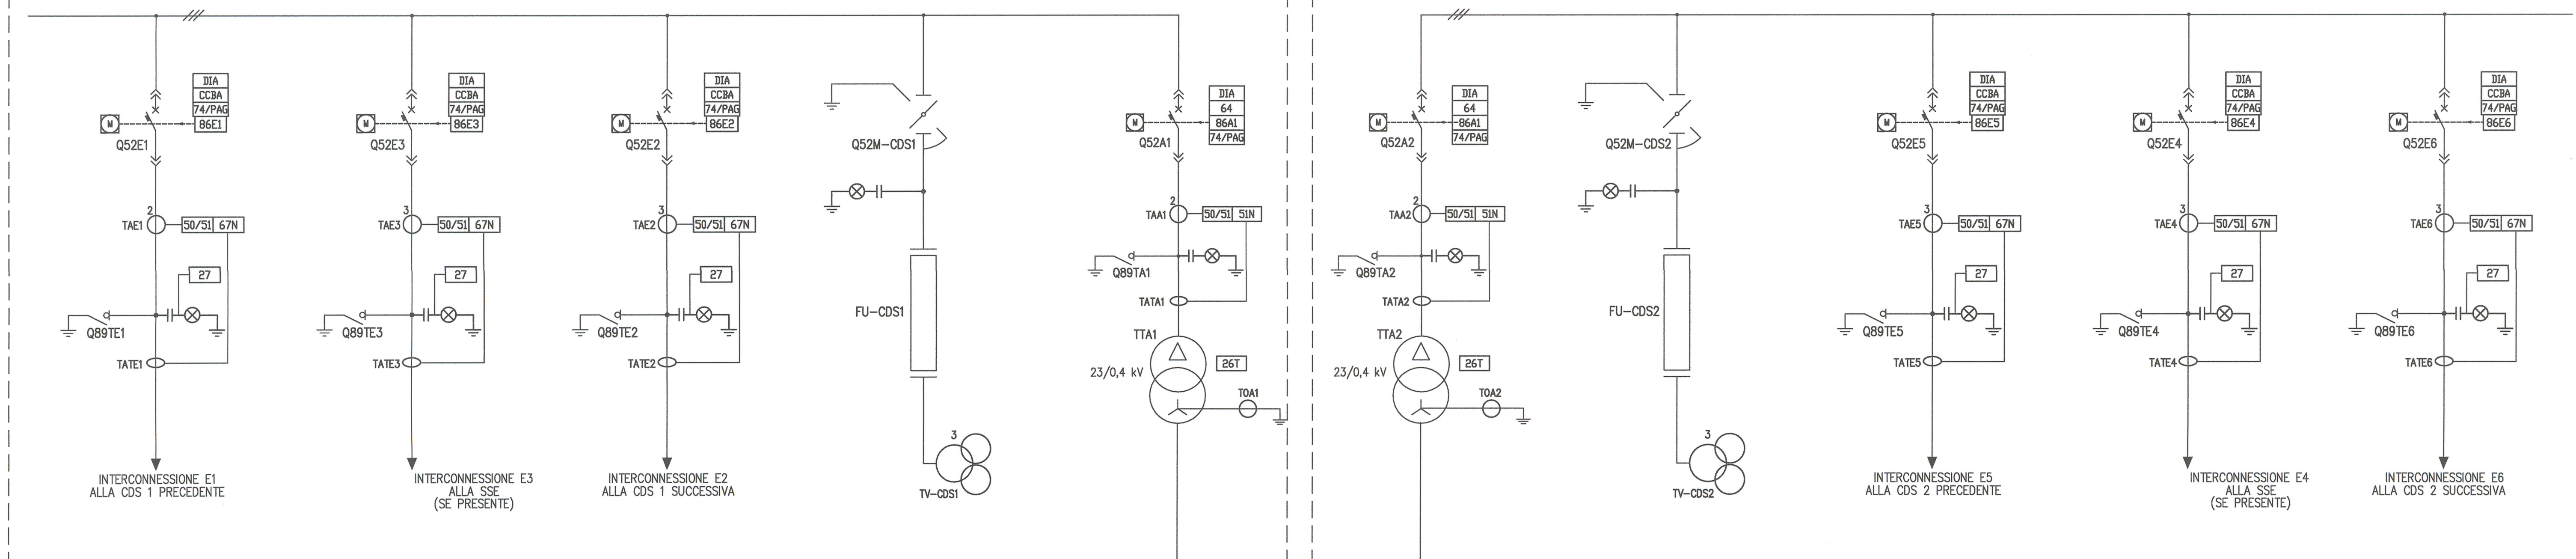 DIA
CCBA
74/PAG
86E1
M
Q52E1
2
TAE1
50/51 67N
27
Q89TE1
TATE1
INTERCONNESSIONE E1
ALLA CDS 1 PRECEDENTE
DIA
CCBA
74/PAG
86E3
M
Q52E3
3
TAE3
50/51 67N
27
Q89TE3
TATE3
INTERCONNESSIONE E3
ALLA SSE
(SE PRESENTE)
DIA
CCBA
74/PAG
86E2
M
Q52E2
3
TAE2
50/51 67N
27
Q89TE2
TATE2
INTERCONNESSIONE E2
ALLA CDS 1 SUCCESSIVA
Q52M-CDS1
FU-CDS1
3
TV-CDS1
DIA
64
86A1
74/PAG
M
Q52A1
2
TAA1
50/51 51N
Q89TA1
TATA1
TTA1
26T
23/0,4 kV
TOA1
DIA
64
86A1
74/PAG
M
Q52A2
2
TAA2
50/51 51N
Q89TA2
TATA2
TTA2
26T
23/0,4 kV
TOA2
Q52M-CDS2
FU-CDS2
3
TV-CDS2
DIA
CCBA
74/PAG
86E5
M
Q52E5
3
TAE5
50/51 67N
27
Q89TE5
TATE5
INTERCONNESSIONE E5
ALLA CDS 2 PRECEDENTE
DIA
CCBA
74/PAG
86E4
M
Q52E4
3
TAE4
50/51 67N
27
Q89TE4
TATE4
INTERCONNESSIONE E4
ALLA SSE
(SE PRESENTE)
DIA
CCBA
74/PAG
86E6
M
Q52E6
3
TAE6
50/51 67N
27
Q89TE6
TATE6
INTERCONNESSIONE E6
ALLA CDS 2 SUCCESSIVA